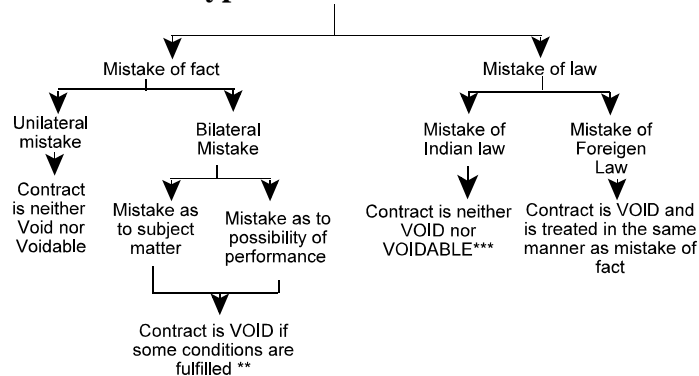 Mistake of fact
Mistake of law
Unilateral
mistake
Bilateral
Mistake
Mistake of
Indian law
Mistake of
Foreigen
Law
Contract
is neither
Void nor
Voidable
Mistake as
to subject
matter
Mistake as to
possibility of
performance
Contract is neither
VOID nor
VOIDABLE***
Contract is VOID and
is treated in the same
manner as mistake of
fact
Contract is VOID if
some conditions are
fulfilled **